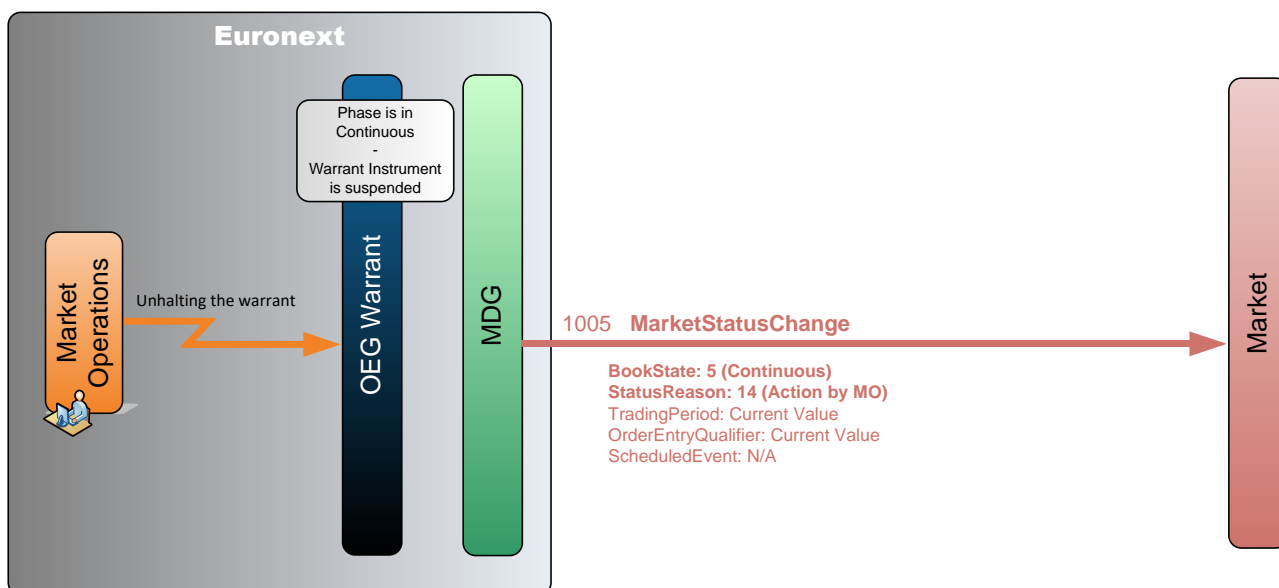 Euronext
Phase is in
Continuous
-
Warrant Instrument
is suspended
Market
Operations
Unhalting the warrant
OEG Warrant
MDG
1005 MarketStatusChange
BookState: 5 (Continuous)
StatusReason: 14 (Action by MO)
TradingPeriod: Current Value
OrderEntryQualifier: Current Value
ScheduledEvent: N/A
Market